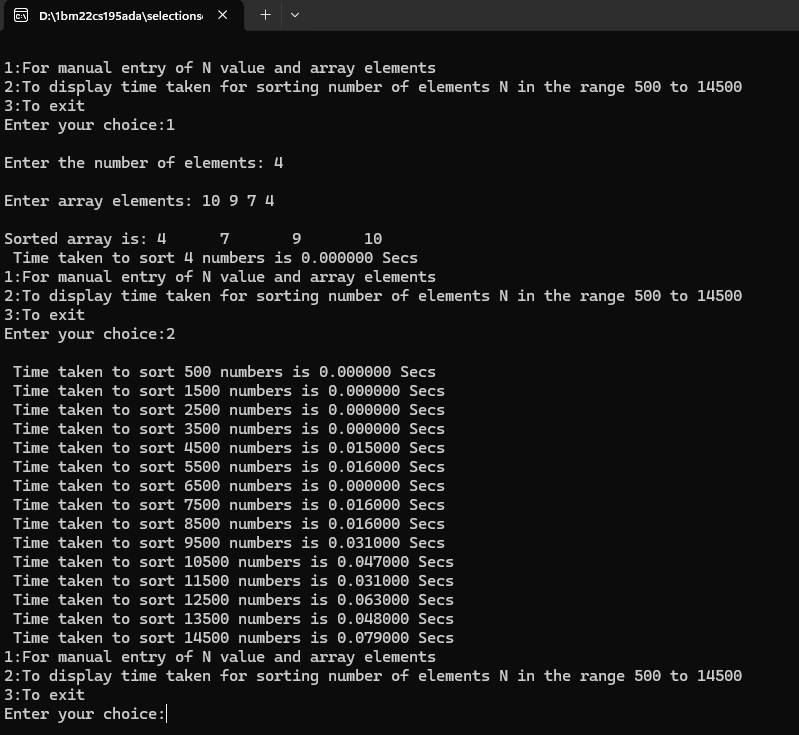 D:\1bm22cs195ada\selections
1:For manual entry of N value and array elements
2:To display time taken for sorting number of elements N in the range 500 to 14500
3:To exit
Enter your choice:1
Enter the number of elements: 4
Enter array elements: 10 9 7 4
Sorted array is: 4      7       9       10
 Time taken to sort 4 numbers is 0.000000 Secs
1:For manual entry of N value and array elements
2:To display time taken for sorting number of elements N in the range 500 to 14500
3:To exit
Enter your choice:2
 Time taken to sort 500 numbers is 0.000000 Secs
 Time taken to sort 1500 numbers is 0.000000 Secs
 Time taken to sort 2500 numbers is 0.000000 Secs
 Time taken to sort 3500 numbers is 0.000000 Secs
 Time taken to sort 4500 numbers is 0.015000 Secs
 Time taken to sort 5500 numbers is 0.016000 Secs
 Time taken to sort 6500 numbers is 0.000000 Secs
 Time taken to sort 7500 numbers is 0.016000 Secs
 Time taken to sort 8500 numbers is 0.016000 Secs
 Time taken to sort 9500 numbers is 0.031000 Secs
 Time taken to sort 10500 numbers is 0.047000 Secs
 Time taken to sort 11500 numbers is 0.031000 Secs
 Time taken to sort 12500 numbers is 0.063000 Secs
 Time taken to sort 13500 numbers is 0.048000 Secs
 Time taken to sort 14500 numbers is 0.079000 Secs
1:For manual entry of N value and array elements
2:To display time taken for sorting number of elements N in the range 500 to 14500
3:To exit
Enter your choice: